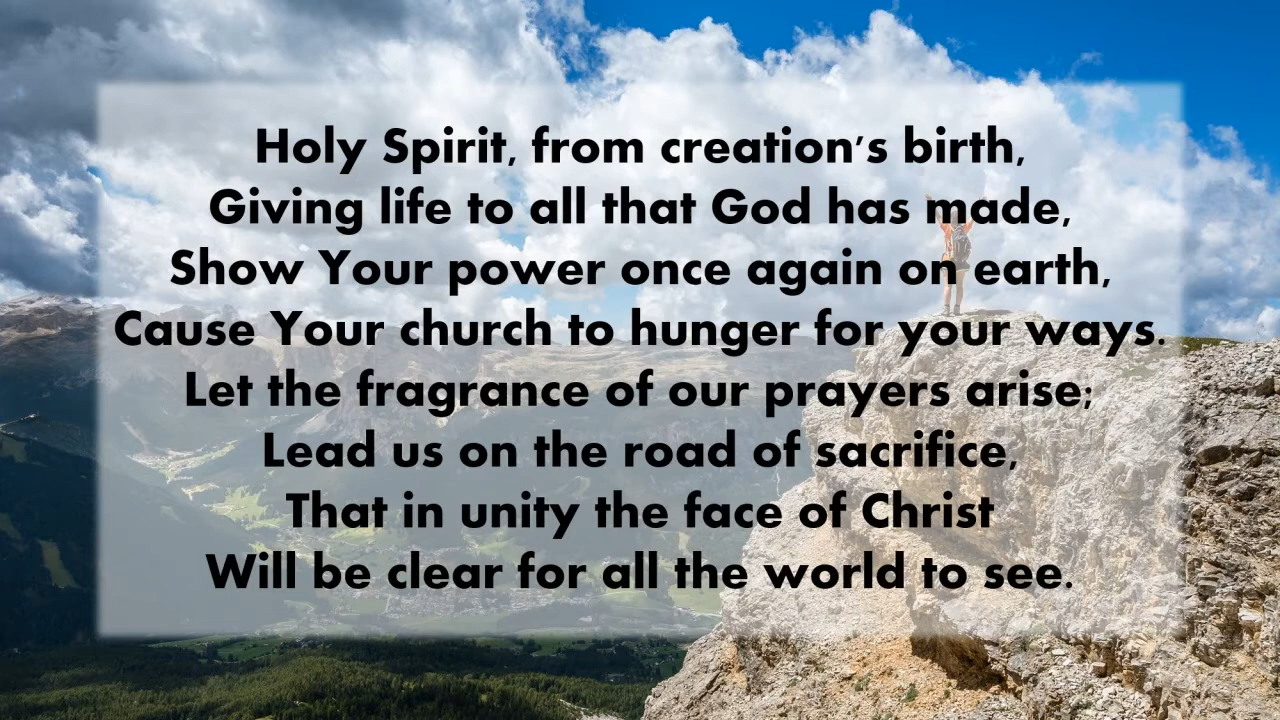 Holy Spirit, from creation's birth,
Giving life to all that God has made,
Show Your power once again on earth,
Cause Your church to hunger for your ways.
Let the fragrance of our prayers arise;
Lead us on the road of sacrifice,
That in unity the face of Christ
Will be clear for all the world to see.